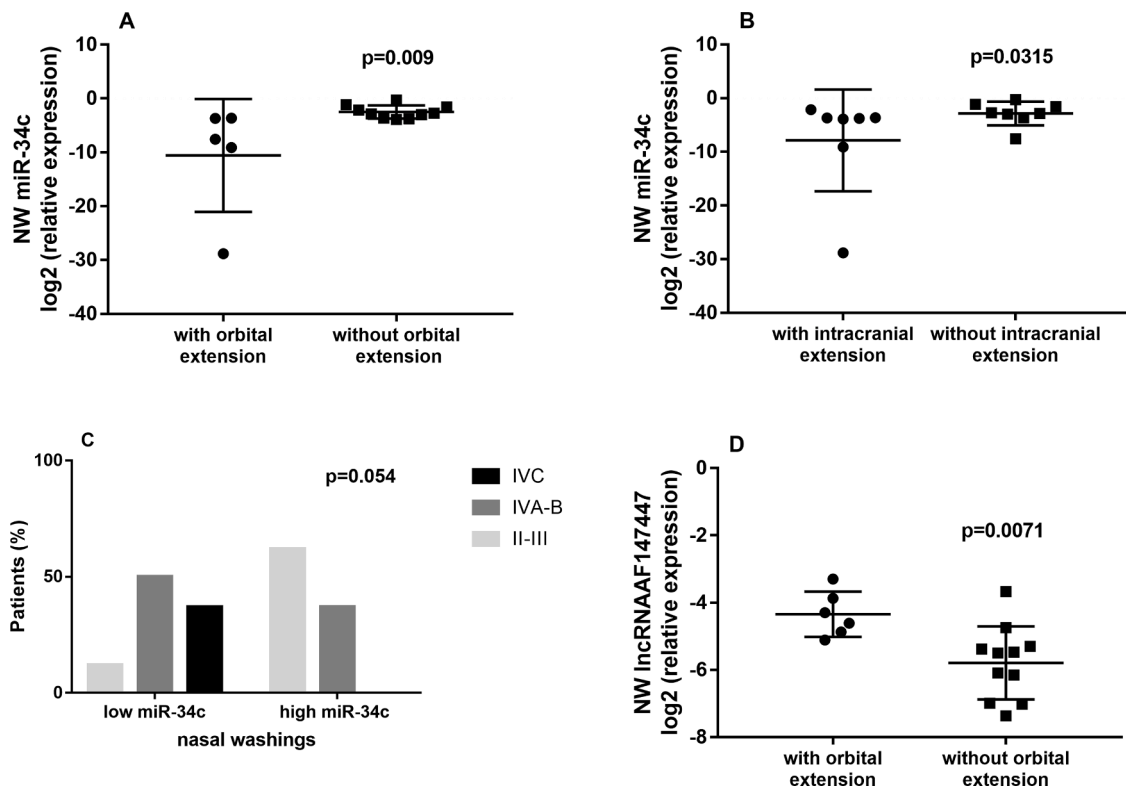 A
NW miR-34c
log2 (relative expression)
10
0
-10
-20
-30
-40
p=0.009
with orbital
extension
without orbital
extension
B
NW miR-34c
log2 (relative expression)
10
0
-10
-20
-30
-40
p=0.0315
with intracranial
extension
without intracranial
extension
C
Patients (%)
100
50
0
p=0.054
low miR-34c
high miR-34c
nasal washings
IVC
IVA-B
II-III
D
NW lncRNAAF147447
log2 (relative expression)
0
-2
-4
-6
-8
p=0.0071
with orbital
extension
without orbital
extension